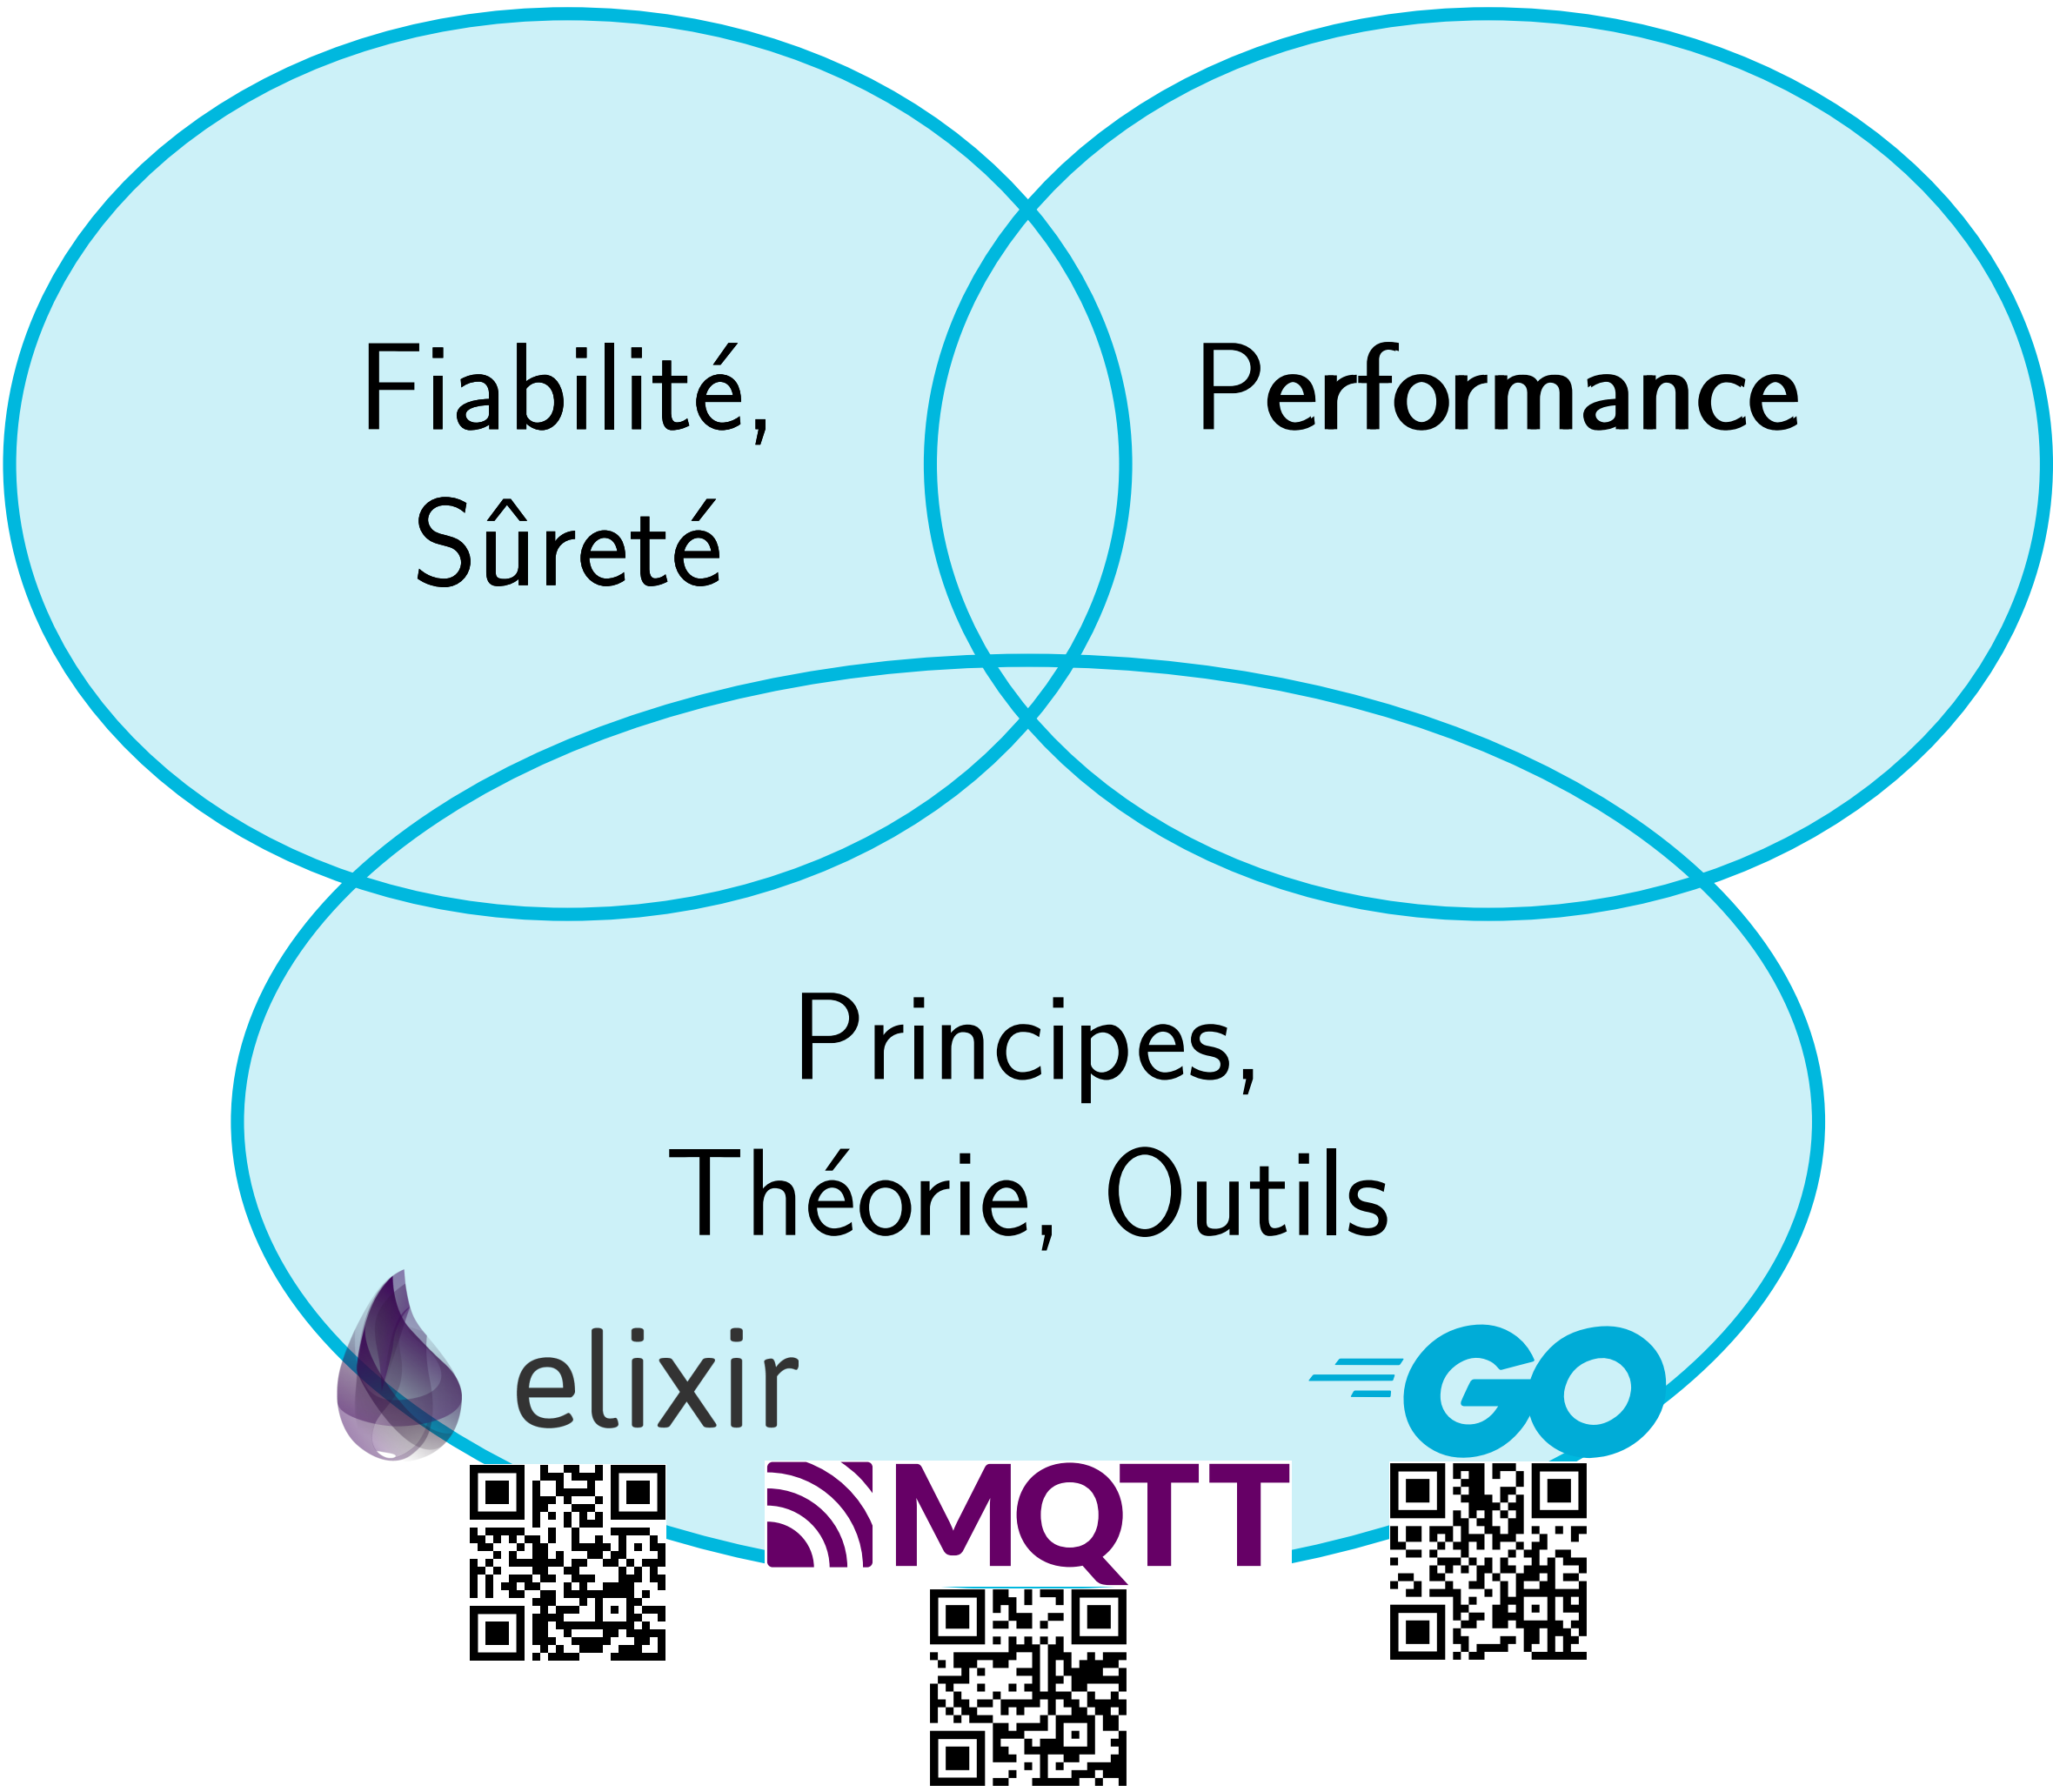 Fiabilité,
Sûreté
Performance
Principes,
Théorie, Outils
elixir
GO
MQTT